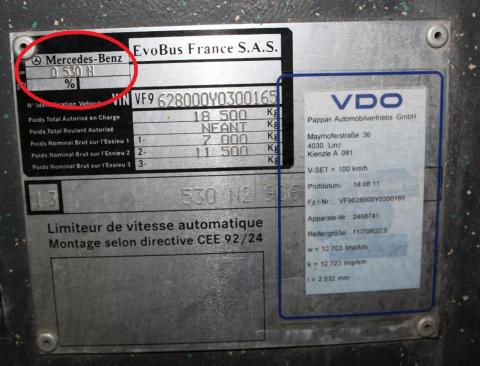 Mercedes-Benz
EvoBus France S.A.S.
O 530 N
%
N° Identification Véhicule VIN VF9 628000Y0300165
Poids Total Autorisé en Charge 18.500 Kg
Poids Total Roulant Autorisé NEANT Kg
Poids Nominal Brut sur l'Essieu 1 1- 7.000 Kg
Poids Nominal Brut sur l'Essieu 2 2- 11.500 Kg
Poids Nominal Brut sur l'Essieu 3 3- Kg
1.3 530 N2
Limiteur de vitesse automatique
Montage selon directive CEE 92/24
VDO
Pappas Automobilvertriebs GmbH
Mayrhoferstraße 36
4030 Linz
Kienzle A 081
V-SET = 100 km/h
Prüfdatum: 18 08 11
Fz.I-Nr.: VF9628000Y0300165
Apparate-Nr: 2408741
Reifengröße: 11/70R22.5
w = 12 703 imp/km
k = 12 723 imp/km
l = 2.932 mm